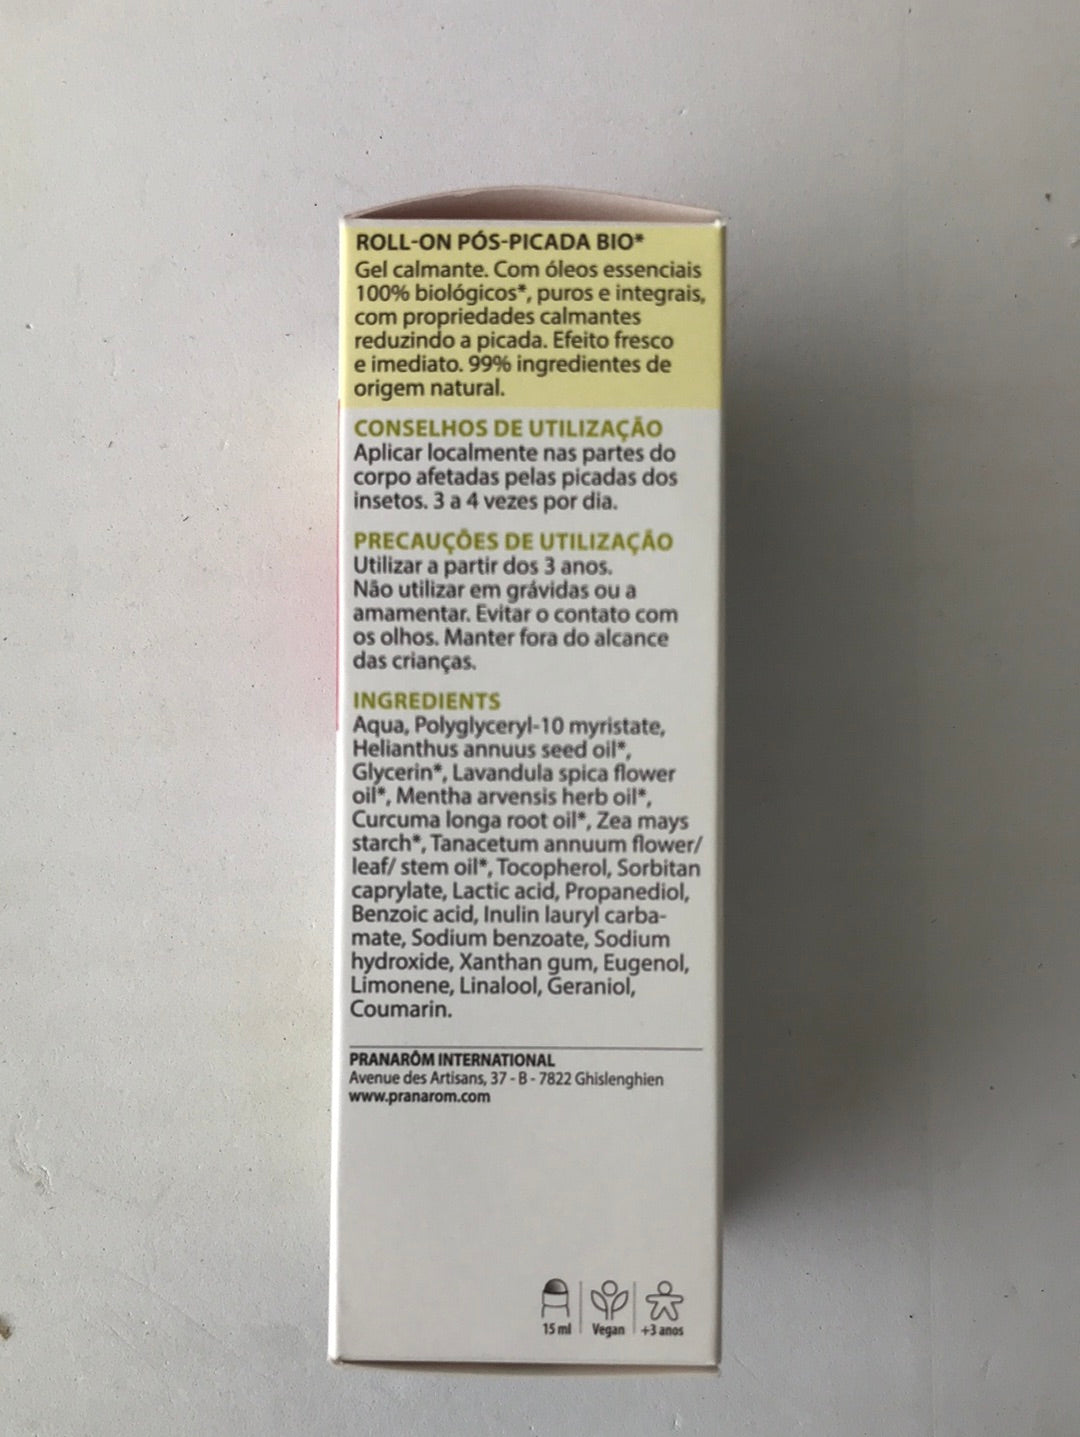 ROLL-ON PÓS-PICADA BIO*
Gel calmante. Com óleos essenciais
100% biológicos*, puros e integrais,
com propriedades calmantes
reduzindo a picada. Efeito fresco
e imediato. 99% ingredientes de
origem natural.
CONSELHOS DE UTILIZAÇÃO
Aplicar localmente nas partes do
corpo afetadas pelas picadas dos
insetos. 3 a 4 vezes por dia.
PRECAUÇÕES DE UTILIZAÇÃO
Utilizar a partir dos 3 anos.
Não utilizar em grávidas ou a
amamentar. Evitar o contato com
os olhos. Manter fora do alcance
das crianças.
INGREDIENTS
Aqua, Polyglyceryl-10 myristate,
Helianthus annuus seed oil*,
Glycerin*, Lavandula spica flower
oil*, Mentha arvensis herb oil*,
Curcuma longa root oil*, Zea mays
starch*, Tanacetum annuum flower/
leaf/ stem oil*, Tocopherol, Sorbitan
caprylate, Lactic acid, Propanediol,
Benzoic acid, Inulin lauryl carba-
mate, Sodium benzoate, Sodium
hydroxide, Xanthan gum, Eugenol,
Limonene, Linalool, Geraniol,
Coumarin.
PRANARÔM INTERNATIONAL
Avenue des Artisans, 37 - B - 7822 Ghislenghien
www.pranarom.com
15 ml Vegan +3 anos